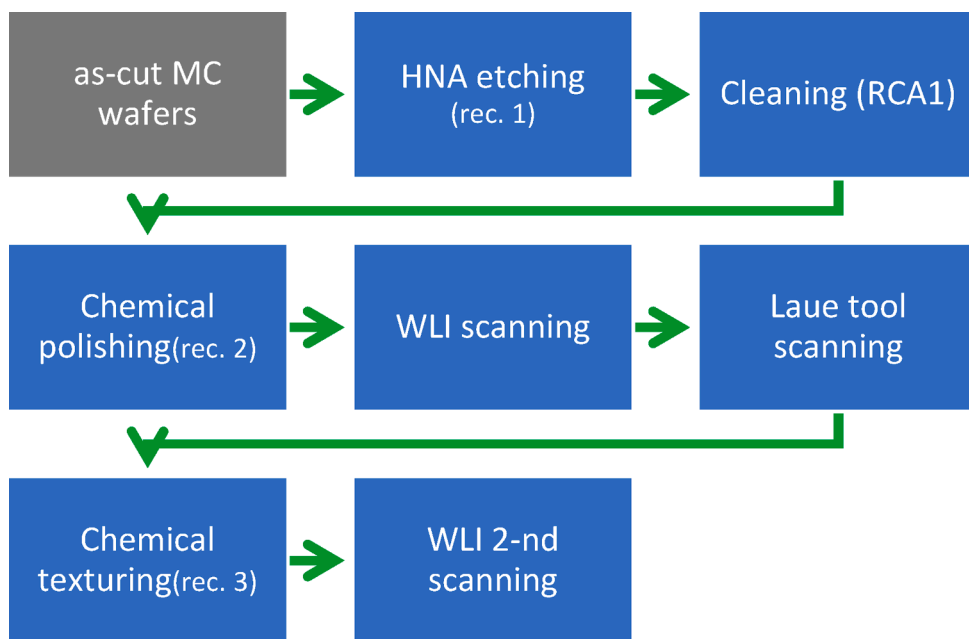 as-cut MC
wafers
HNA etching
(rec. 1)
Cleaning (RCA1)
Chemical
polishing(rec. 2)
WLI scanning
Laue tool
scanning
Chemical
texturing(rec. 3)
WLI 2-nd
scanning